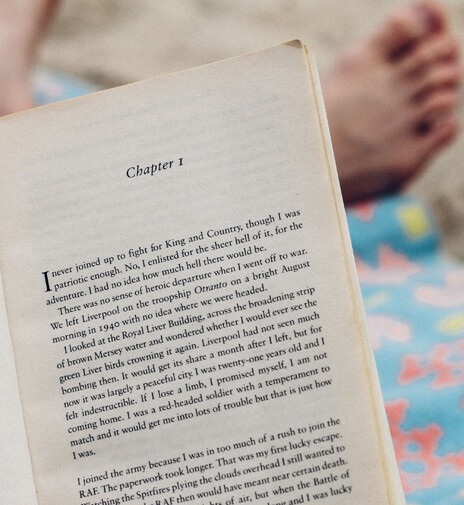 Chapter 1
I never joined up to fight for King and Country, though I was
patriotic enough. No, I enlisted for the sheer hell of it, for the
adventure. I had no idea how much hell there would be.
There was no sense of heroic departure when I went off to war.
We left Liverpool on the troopship Otranto on a bright August
morning in 1940 with no idea where we were headed.
I looked at the Royal Liver Building, across the broadening strip
of brown Mersey water and wondered whether I would ever see the
green Liver birds crowning it again. Liverpool had not seen much
bombing then. It would get its share a month after I left, but for
now it was largely a peaceful city. I was twenty-one years old and I
felt indestructible. If I lose a limb, I promised myself, I am not
coming home. I was a red-headed soldier with a temperament to
match and it would get me into lots of trouble but that is just how
I was.
I joined the army because I was in too much of a rush to join the
RAF. The paperwork took longer. That was my first lucky escape.
Watching the Spitfires plying the clouds overhead I still wanted to
RAF then would have meant near certain death.
of air, but when the Battle of
long and I was lucky